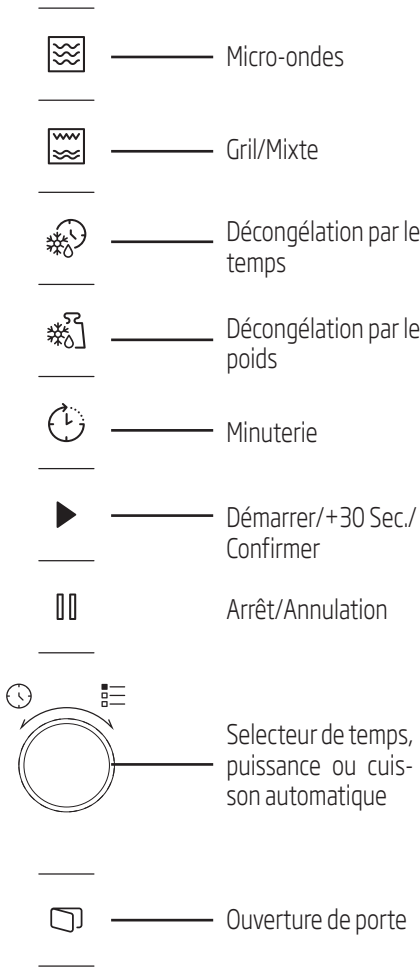 Micro-ondes
Gril/Mixte
Décongélation par le
temps
Décongélation par le
poids
Minuterie
Démarrer/+30 Sec./
Confirmer
Arrêt/Annulation
Selecteur de temps,
puissance ou cuis-
son automatique
Ouverture de porte